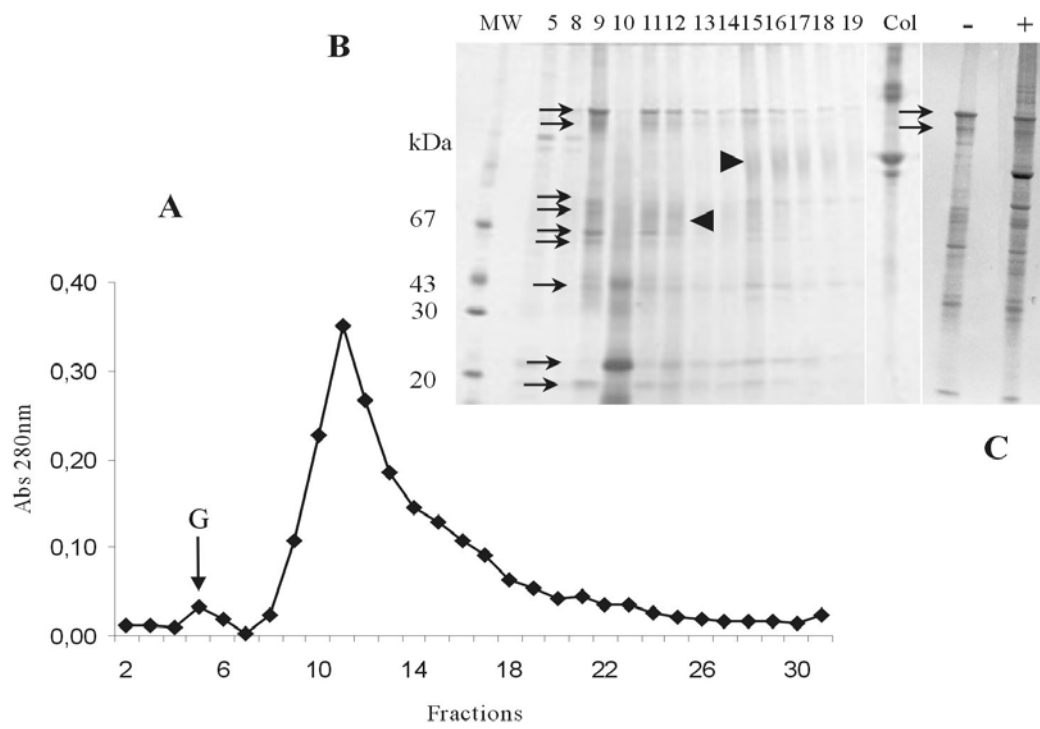 MW 5 8 9 10 11 12 13 14 15 16 17 18 19 Col - +
B
kDa
A
67
43
30
20
C
0,40
0,30
0,20
0,10
0,00
Abs 280nm
G
2 6 10 14 18 22 26 30
Fractions